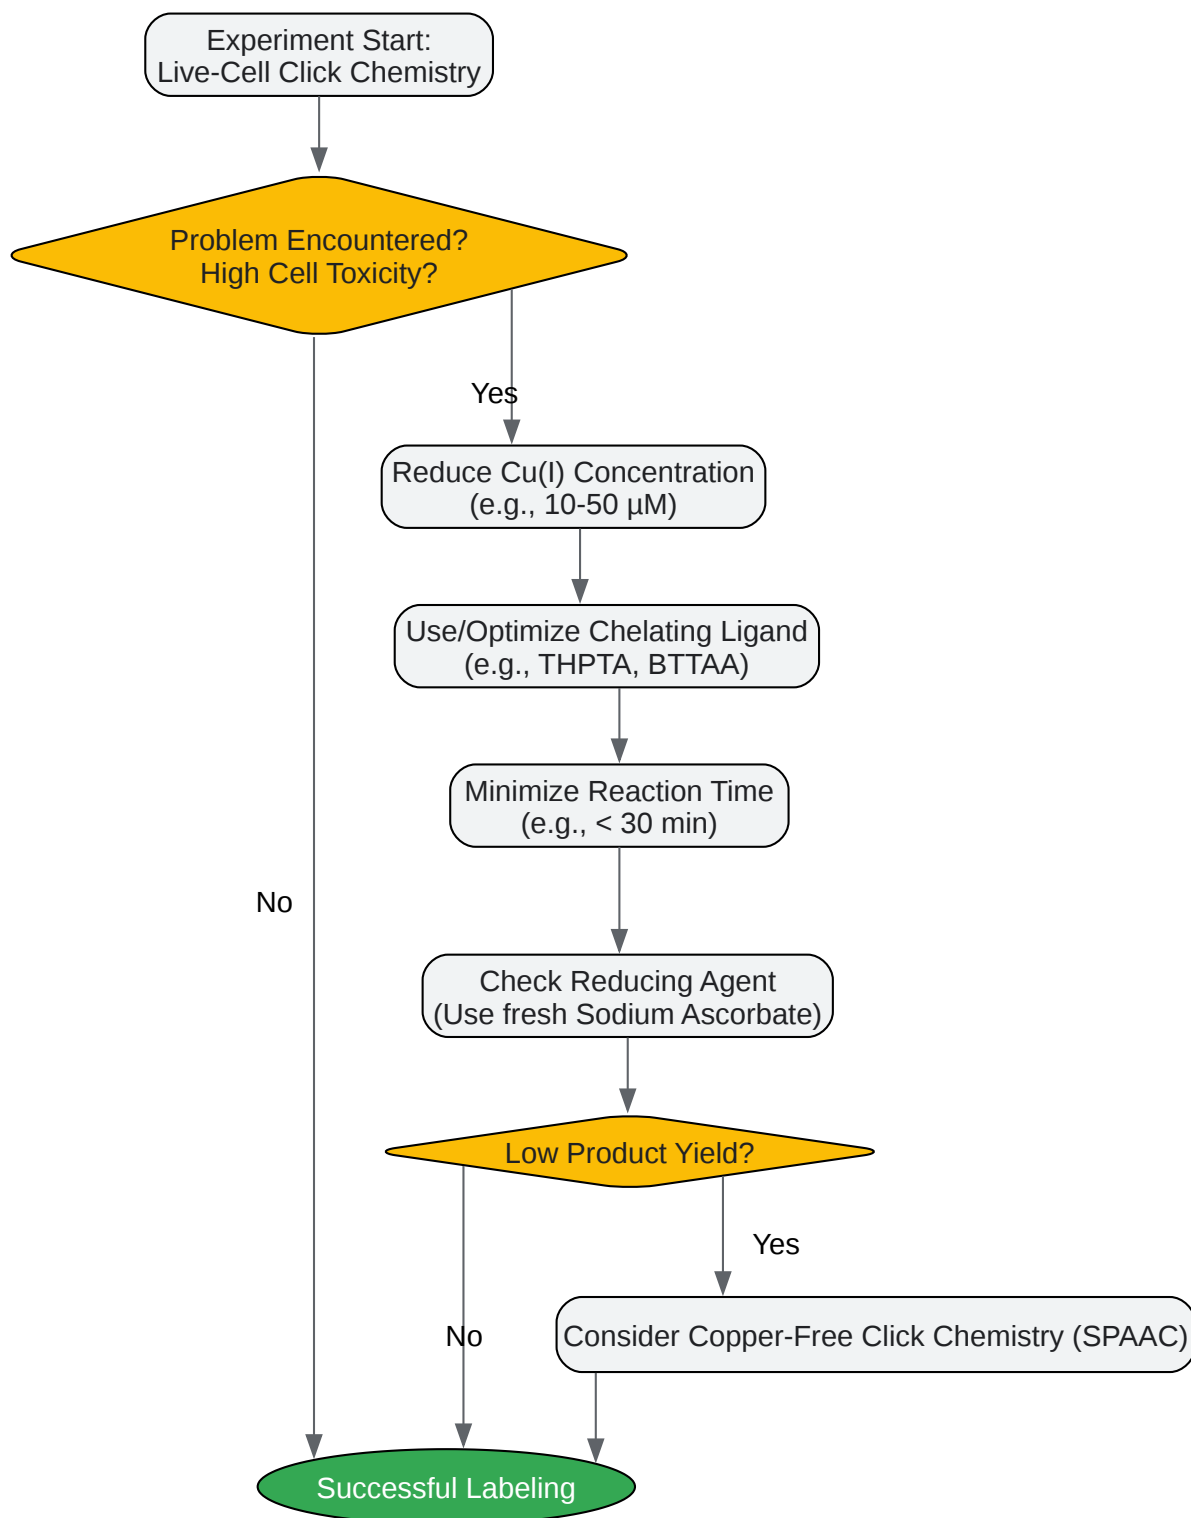 Experiment Start:
Live-Cell Click Chemistry
Problem Encountered?
High Cell Toxicity?
Yes
Reduce Cu(I) Concentration
(e.g., 10-50 µM)
Use/Optimize Chelating Ligand
(e.g., THPTA, BTTAA)
Minimize Reaction Time
(e.g., < 30 min)
No
Check Reducing Agent
(Use fresh Sodium Ascorbate)
Low Product Yield?
Yes
No
Consider Copper-Free Click Chemistry (SPAAC)
Successful Labeling